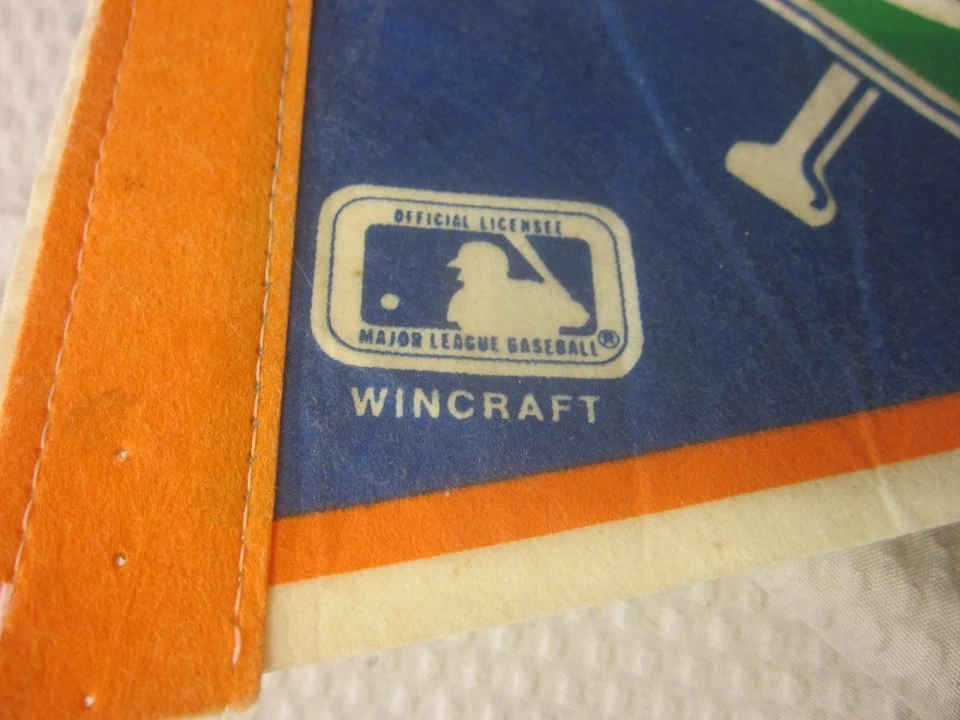 OFFICIAL LICENSEE
MAJOR LEAGUE BASEBALL®
WINCRAFT